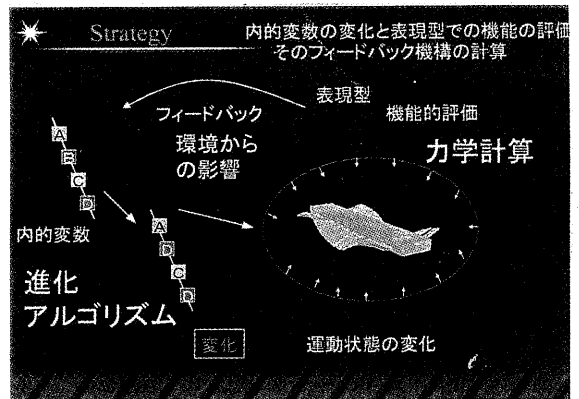 Strategy
内的変数の変化と表現型での機能の評価
そのフィードバック機構の計算
表現型
フィードバック
機能的評価
環境から
の影響
力学計算
A
B
C
D
A
D
C
D
内的変数
進化
アルゴリズム
変化
運動状態の変化